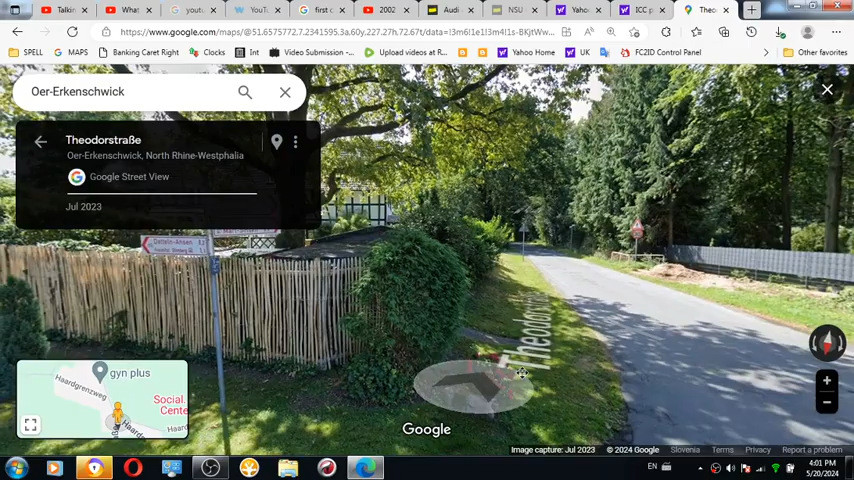 Talkin
What
youtu
YouTu
first c
2002
Audi
NSU
Yaho
ICC p
Theo
https://www.google.com/maps/@51.6575772,7.2341595,3a,60y,227.27h,72.67t/data=!3m6!1e1!3m4!1s-BKjtWw...
SPELL
MAPS
Banking Caret Right
Clocks
Int
Video Submission -...
Upload videos at R...
Yahoo Home
UK
FC2ID Control Panel
Other favorites
Oer-Erkenschwick
Theodorstraße
Oer-Erkenschwick, North Rhine-Westphalia
Google Street View
Jul 2023
Datteln-Ahsen
Theodorstraße
gyn plus
Haardgrenzweg
Social.
Cente
Haards
Google
Image capture: Jul 2023
© 2024 Google
Slovenia
Terms
Privacy
Report a problem
EN
4:01 PM
5/20/2024